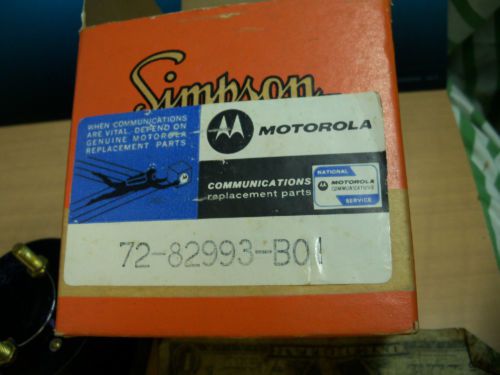 Simpson
WHEN COMMUNICATIONS
ARE VITAL DEPEND ON
GENUINE MOTOROLA
REPLACEMENT PARTS
MOTOROLA
COMMUNICATIONS
replacement parts
NATIONAL
MOTOROLA
COMMUNICATIONS
SERVICE
72-82993-B01